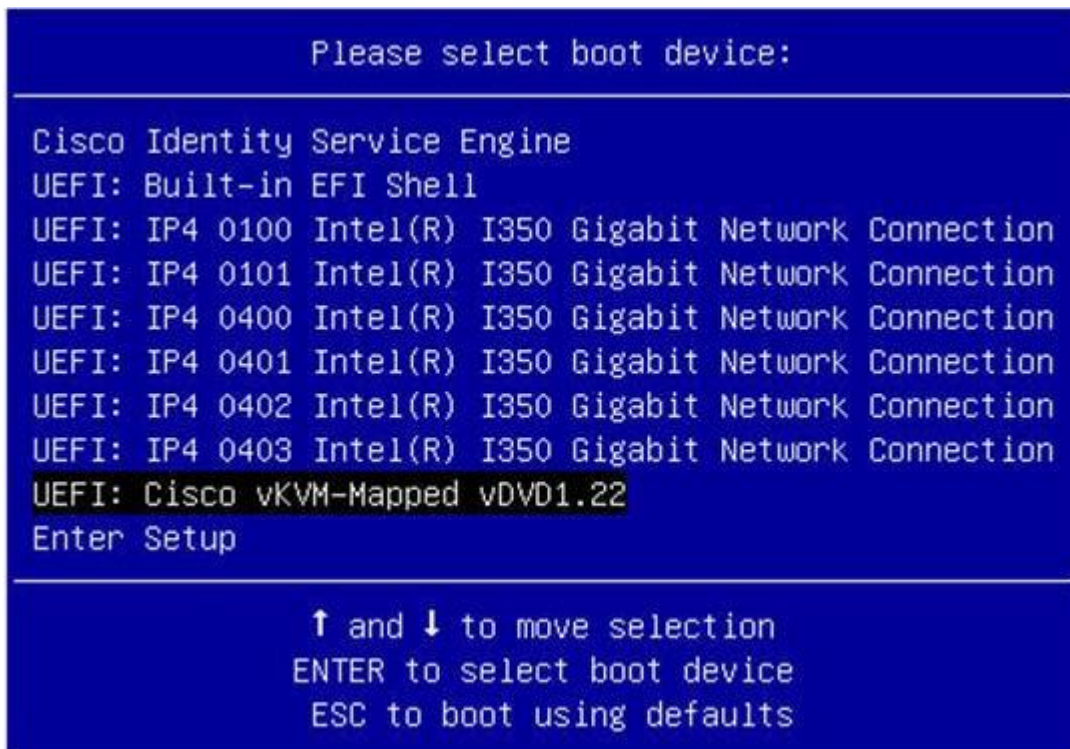 Please select boot device:
Cisco Identity Service Engine
UEFI: Built-in EFI Shell
UEFI: IP4 0100 Intel(R) I350 Gigabit Network Connection
UEFI: IP4 0101 Intel(R) I350 Gigabit Network Connection
UEFI: IP4 0400 Intel(R) I350 Gigabit Network Connection
UEFI: IP4 0401 Intel(R) I350 Gigabit Network Connection
UEFI: IP4 0402 Intel(R) I350 Gigabit Network Connection
UEFI: IP4 0403 Intel(R) I350 Gigabit Network Connection
UEFI: Cisco vKVM-Mapped vDVD1.22
Enter Setup
↑ and ↓ to move selection
ENTER to select boot device
ESC to boot using defaults